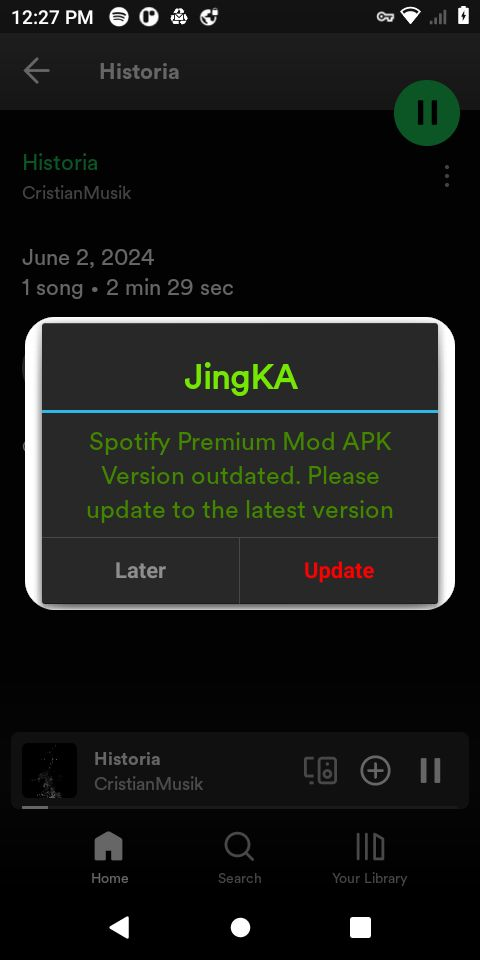 12:27 PM
Historia
Historia
CristianMusik
June 2, 2024
1 song • 2 min 29 sec
JingKA
Spotify Premium Mod APK
Version outdated. Please
update to the latest version
Later
Update
Historia
CristianMusik
Home
Search
Your Library